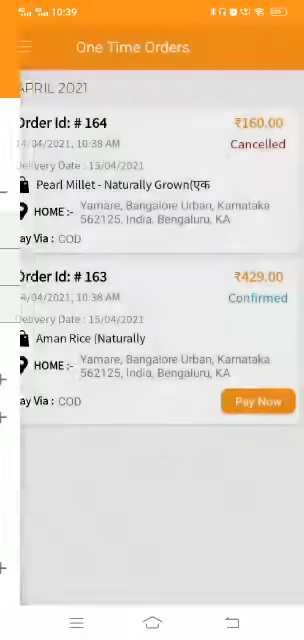 10:39
One Time Orders
APRIL 2021
Order Id: # 164
₹160.00
14/04/2021, 10:38 AM
Cancelled
Delivery Date : 15/04/2021
Pearl Millet - Naturally Grown(एक
HOME :- Yamare, Bangalore Urban, Karnataka
562125, India, Bengaluru, KA
ay Via : COD
Order Id: # 163
₹429.00
4/04/2021, 10:38 AM
Confirmed
Delivery Date : 15/04/2021
Aman Rice (Naturally
HOME :- Yamare, Bangalore Urban, Karnataka
562125, India, Bengaluru, KA
ay Via : COD
Pay Now